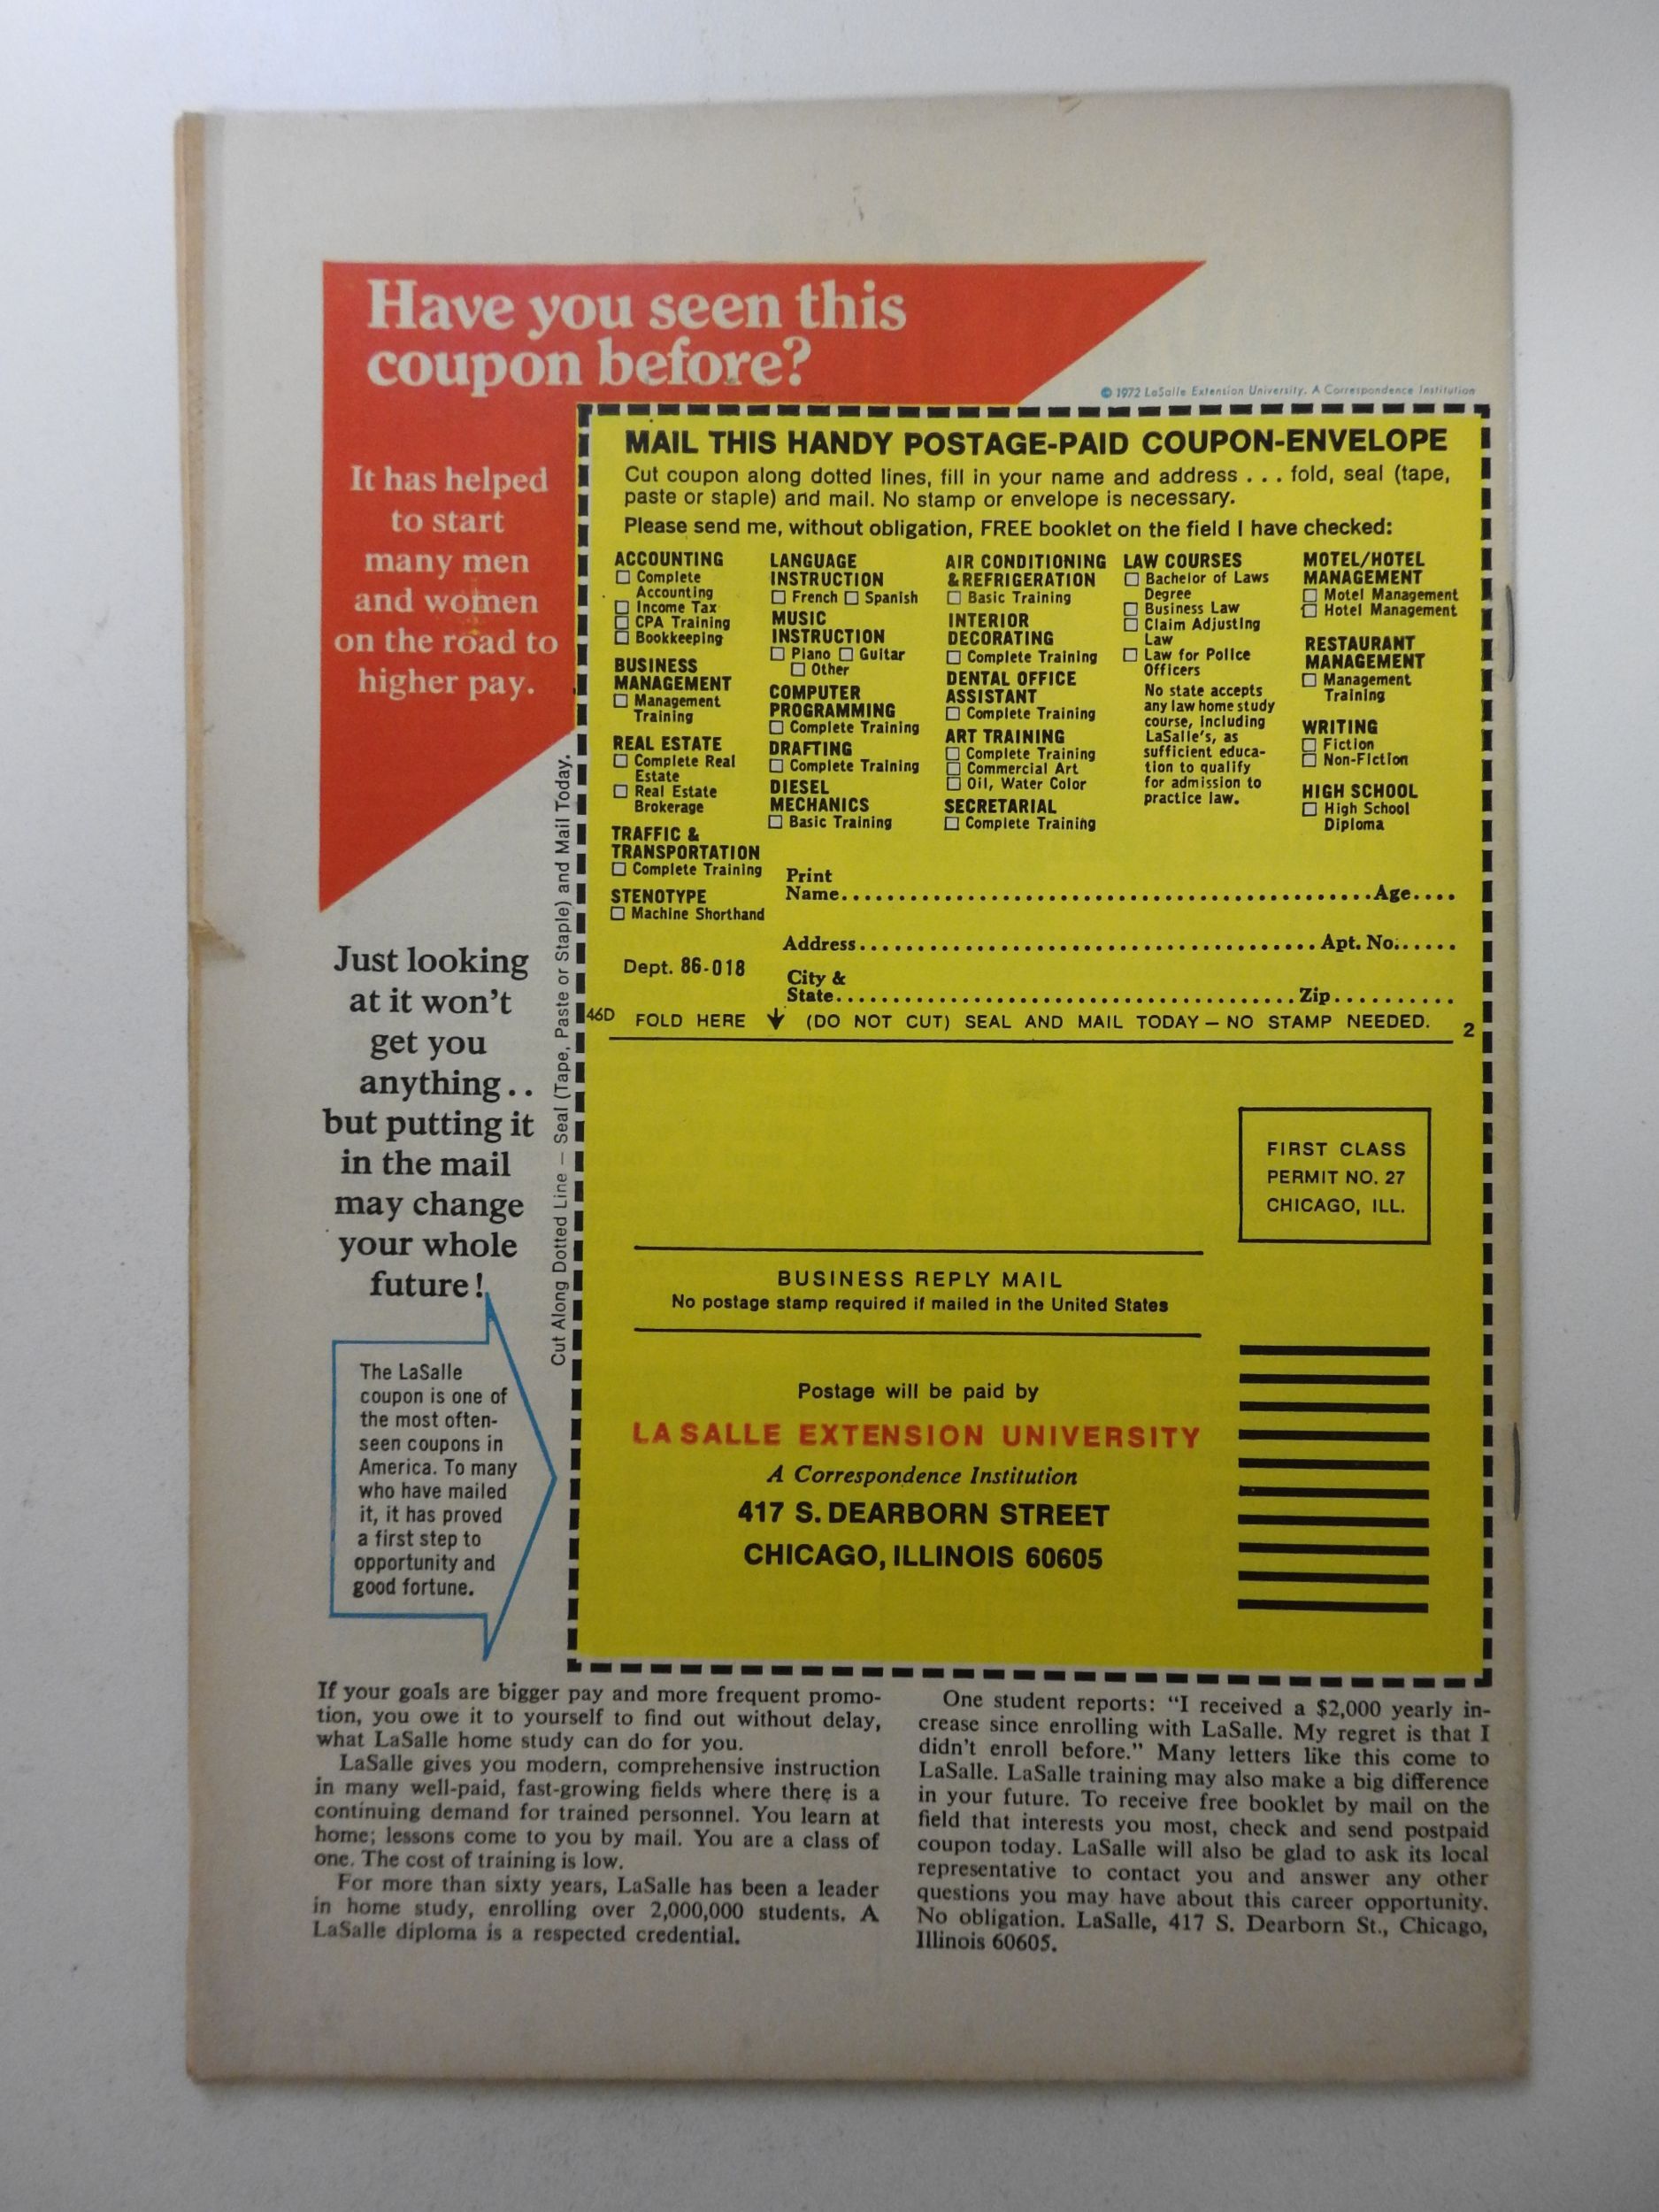 Have you seen this
coupon before?
© 1972 LaSalle Extension University, A Correspondence Institution
It has helped
to start
many men
and women
on the road to
higher pay.
Just looking
at it won't
get you
anything . .
but putting it
in the mail
may change
your whole
future!
The LaSalle
coupon is one of
the most often-
seen coupons in
America. To many
who have mailed
it, it has proved
a first step to
opportunity and
good fortune.
Cut Along Dotted Line — Seal (Tape, Paste or Staple) and Mail Today.
MAIL THIS HANDY POSTAGE-PAID COUPON-ENVELOPE
Cut coupon along dotted lines, fill in your name and address . . . fold, seal (tape,
paste or staple) and mail. No stamp or envelope is necessary.
Please send me, without obligation, FREE booklet on the field I have checked:
ACCOUNTING
☐ Complete
Accounting
☐ Income Tax
☐ CPA Training
☐ Bookkeeping
BUSINESS
MANAGEMENT
☐ Management
Training
REAL ESTATE
☐ Complete Real
Estate
☐ Real Estate
Brokerage
TRAFFIC &
TRANSPORTATION
☐ Complete Training
STENOTYPE
☐ Machine Shorthand
LANGUAGE
INSTRUCTION
☐ French ☐ Spanish
MUSIC
INSTRUCTION
☐ Piano ☐ Guitar
☐ Other
COMPUTER
PROGRAMMING
☐ Complete Training
DRAFTING
☐ Complete Training
DIESEL
MECHANICS
☐ Basic Training
AIR CONDITIONING
& REFRIGERATION
☐ Basic Training
INTERIOR
DECORATING
☐ Complete Training
DENTAL OFFICE
ASSISTANT
☐ Complete Training
ART TRAINING
☐ Complete Training
☐ Commercial Art
☐ Oil, Water Color
SECRETARIAL
☐ Complete Training
LAW COURSES
☐ Bachelor of Laws
Degree
☐ Business Law
☐ Claim Adjusting
Law
☐ Law for Police
Officers
No state accepts
any law home study
course, including
LaSalle's, as
sufficient educa-
tion to qualify
for admission to
practice law.
MOTEL/HOTEL
MANAGEMENT
☐ Motel Management
☐ Hotel Management
RESTAURANT
MANAGEMENT
☐ Management
Training
WRITING
☐ Fiction
☐ Non-Fiction
HIGH SCHOOL
☐ High School
Diploma
Print
Name.......... Age....
Address.......... Apt. No......
Dept. 86-018
City &
State.......... Zip..........
46D FOLD HERE ↓ (DO NOT CUT) SEAL AND MAIL TODAY — NO STAMP NEEDED. 2
FIRST CLASS
PERMIT NO. 27
CHICAGO, ILL.
BUSINESS REPLY MAIL
No postage stamp required if mailed in the United States
Postage will be paid by
LA SALLE EXTENSION UNIVERSITY
A Correspondence Institution
417 S. DEARBORN STREET
CHICAGO, ILLINOIS 60605
If your goals are bigger pay and more frequent promo-
tion, you owe it to yourself to find out without delay,
what LaSalle home study can do for you.
LaSalle gives you modern, comprehensive instruction
in many well-paid, fast-growing fields where there is a
continuing demand for trained personnel. You learn at
home; lessons come to you by mail. You are a class of
one. The cost of training is low.
For more than sixty years, LaSalle has been a leader
in home study, enrolling over 2,000,000 students. A
LaSalle diploma is a respected credential.
One student reports: "I received a $2,000 yearly in-
crease since enrolling with LaSalle. My regret is that I
didn't enroll before." Many letters like this come to
LaSalle. LaSalle training may also make a big difference
in your future. To receive free booklet by mail on the
field that interests you most, check and send postpaid
coupon today. LaSalle will also be glad to ask its local
representative to contact you and answer any other
questions you may have about this career opportunity.
No obligation. LaSalle, 417 S. Dearborn St., Chicago,
Illinois 60605.